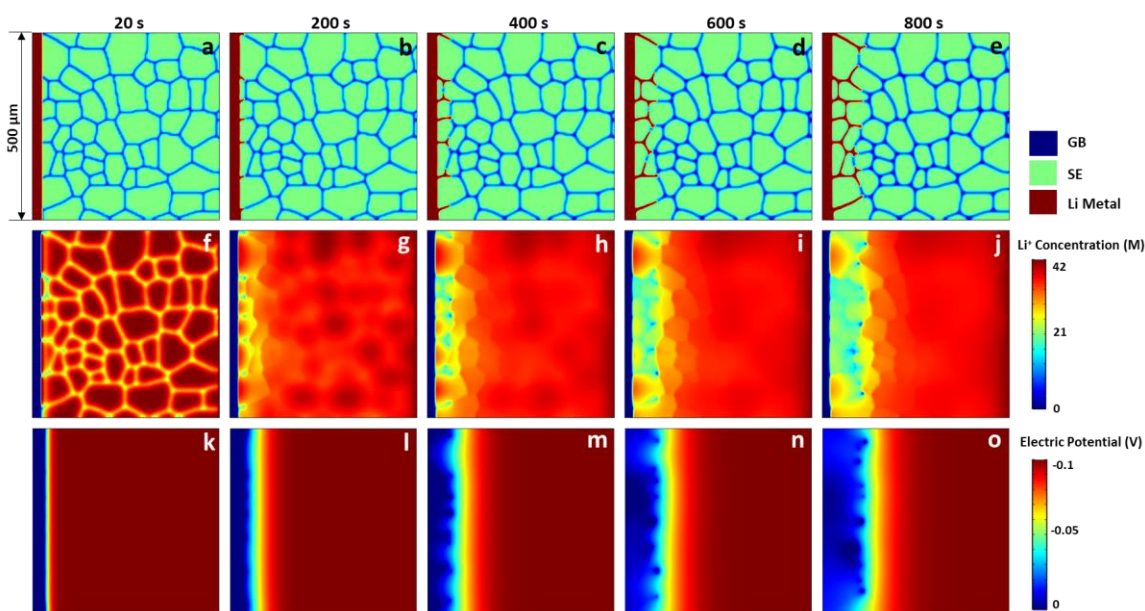 20 s 200 s 400 s 600 s 800 s
a b c d e
500 μm
GB
SE
Li Metal
f g h i j
Li⁺ Concentration (M)
42
21
0
k l m n o
Electric Potential (V)
-0.1
-0.05
0